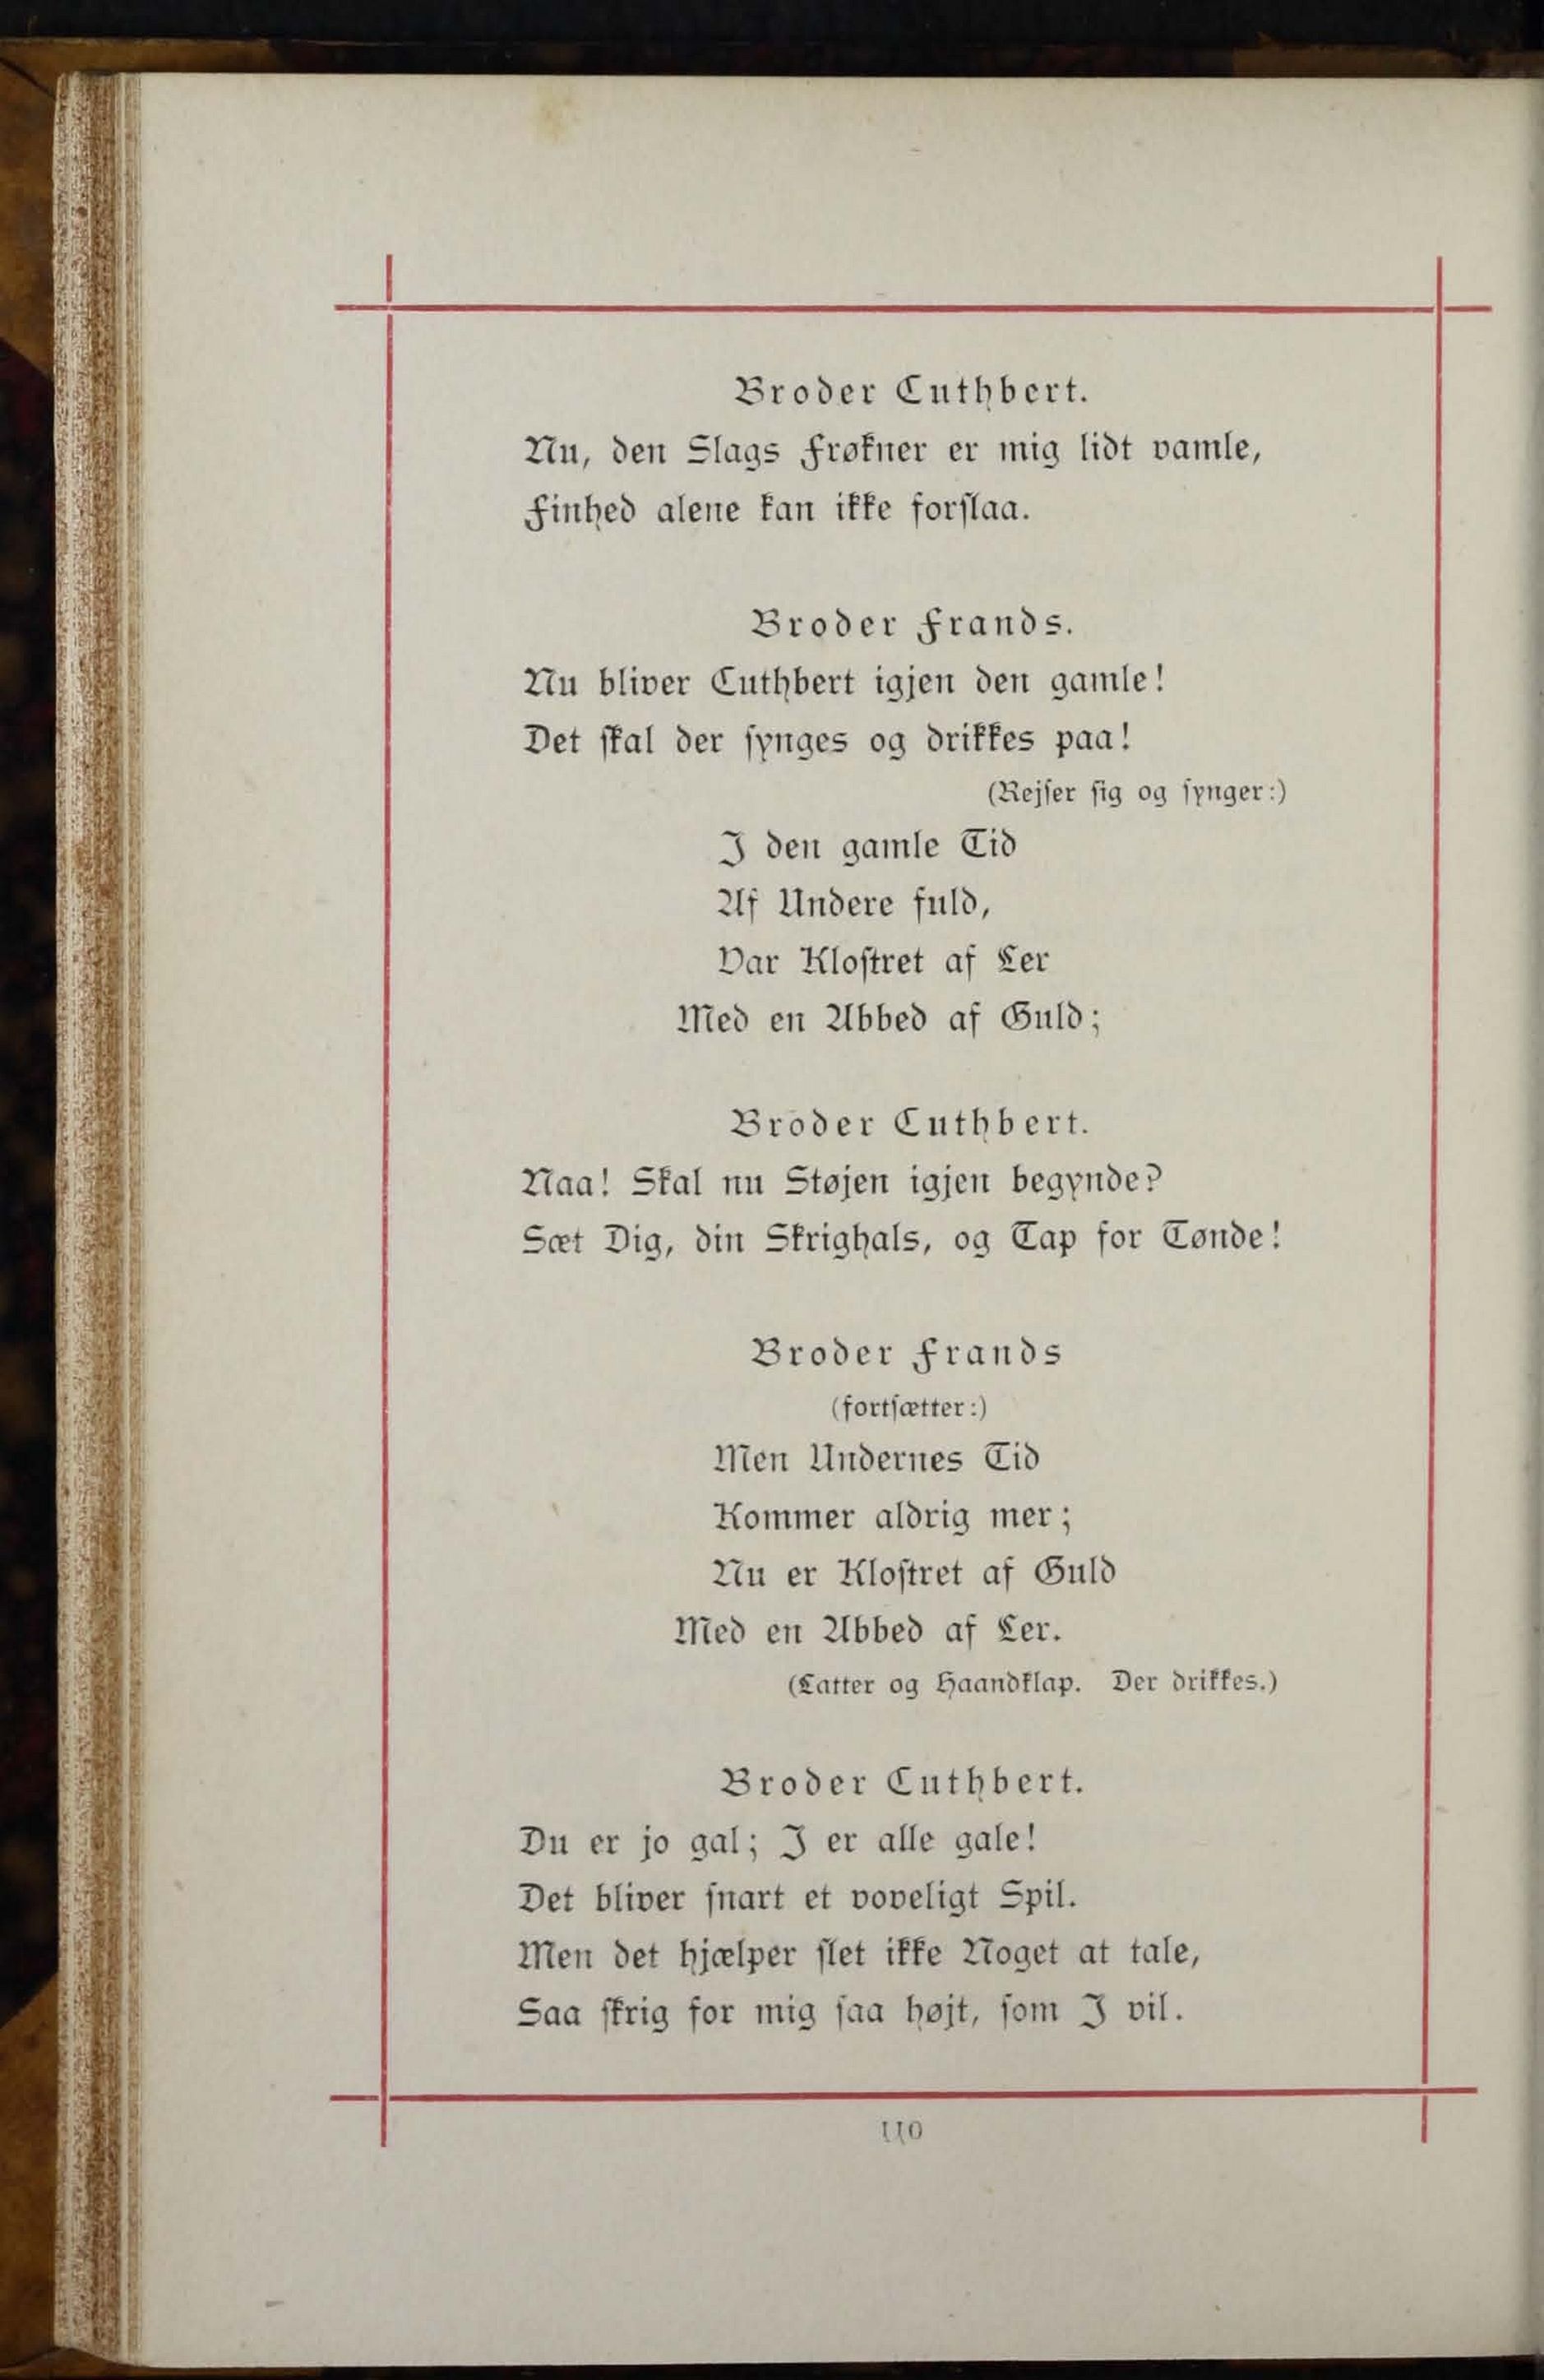 Broder Cuthbert.
Nu, den Slags Frøkner er mig lidt vamle,
Finhed alene kan ikke forslaa.
Broder Frands.
Nu bliver Cuthbert igjen den gamle!
Det skal der synges og drikkes paa!
(Rejser sig og synger:)
I den gamle Tid
Af Undere fuld,
Var Klostret af Ler
Med en Abbed af Guld;
Broder Cuthbert.
Naa! Skal nu Støjen igjen begynde?
Sæt Dig, din Skrighals, og Tap for Tønde!
Broder Frands
(fortsætter:)
Men Undernes Tid
Kommer aldrig mer;
Nu er Klostret af Guld
Med en Abbed af Ler.
(Latter og Haandklap. Der drikkes.)
Broder Cuthbert.
Du er jo gal; I er alle gale!
Det bliver snart et voveligt Spil.
Men det hjælper slet ikke Noget at tale,
Saa skrig for mig saa højt, som I vil.
110